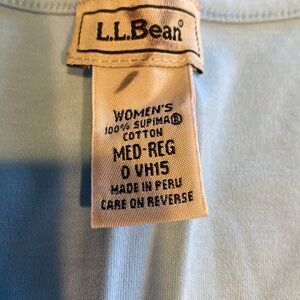 L.L.Bean®
WOMEN'S
100% SUPIMA®
COTTON
MED-REG
0 VH15
MADE IN PERU
CARE ON REVERSE